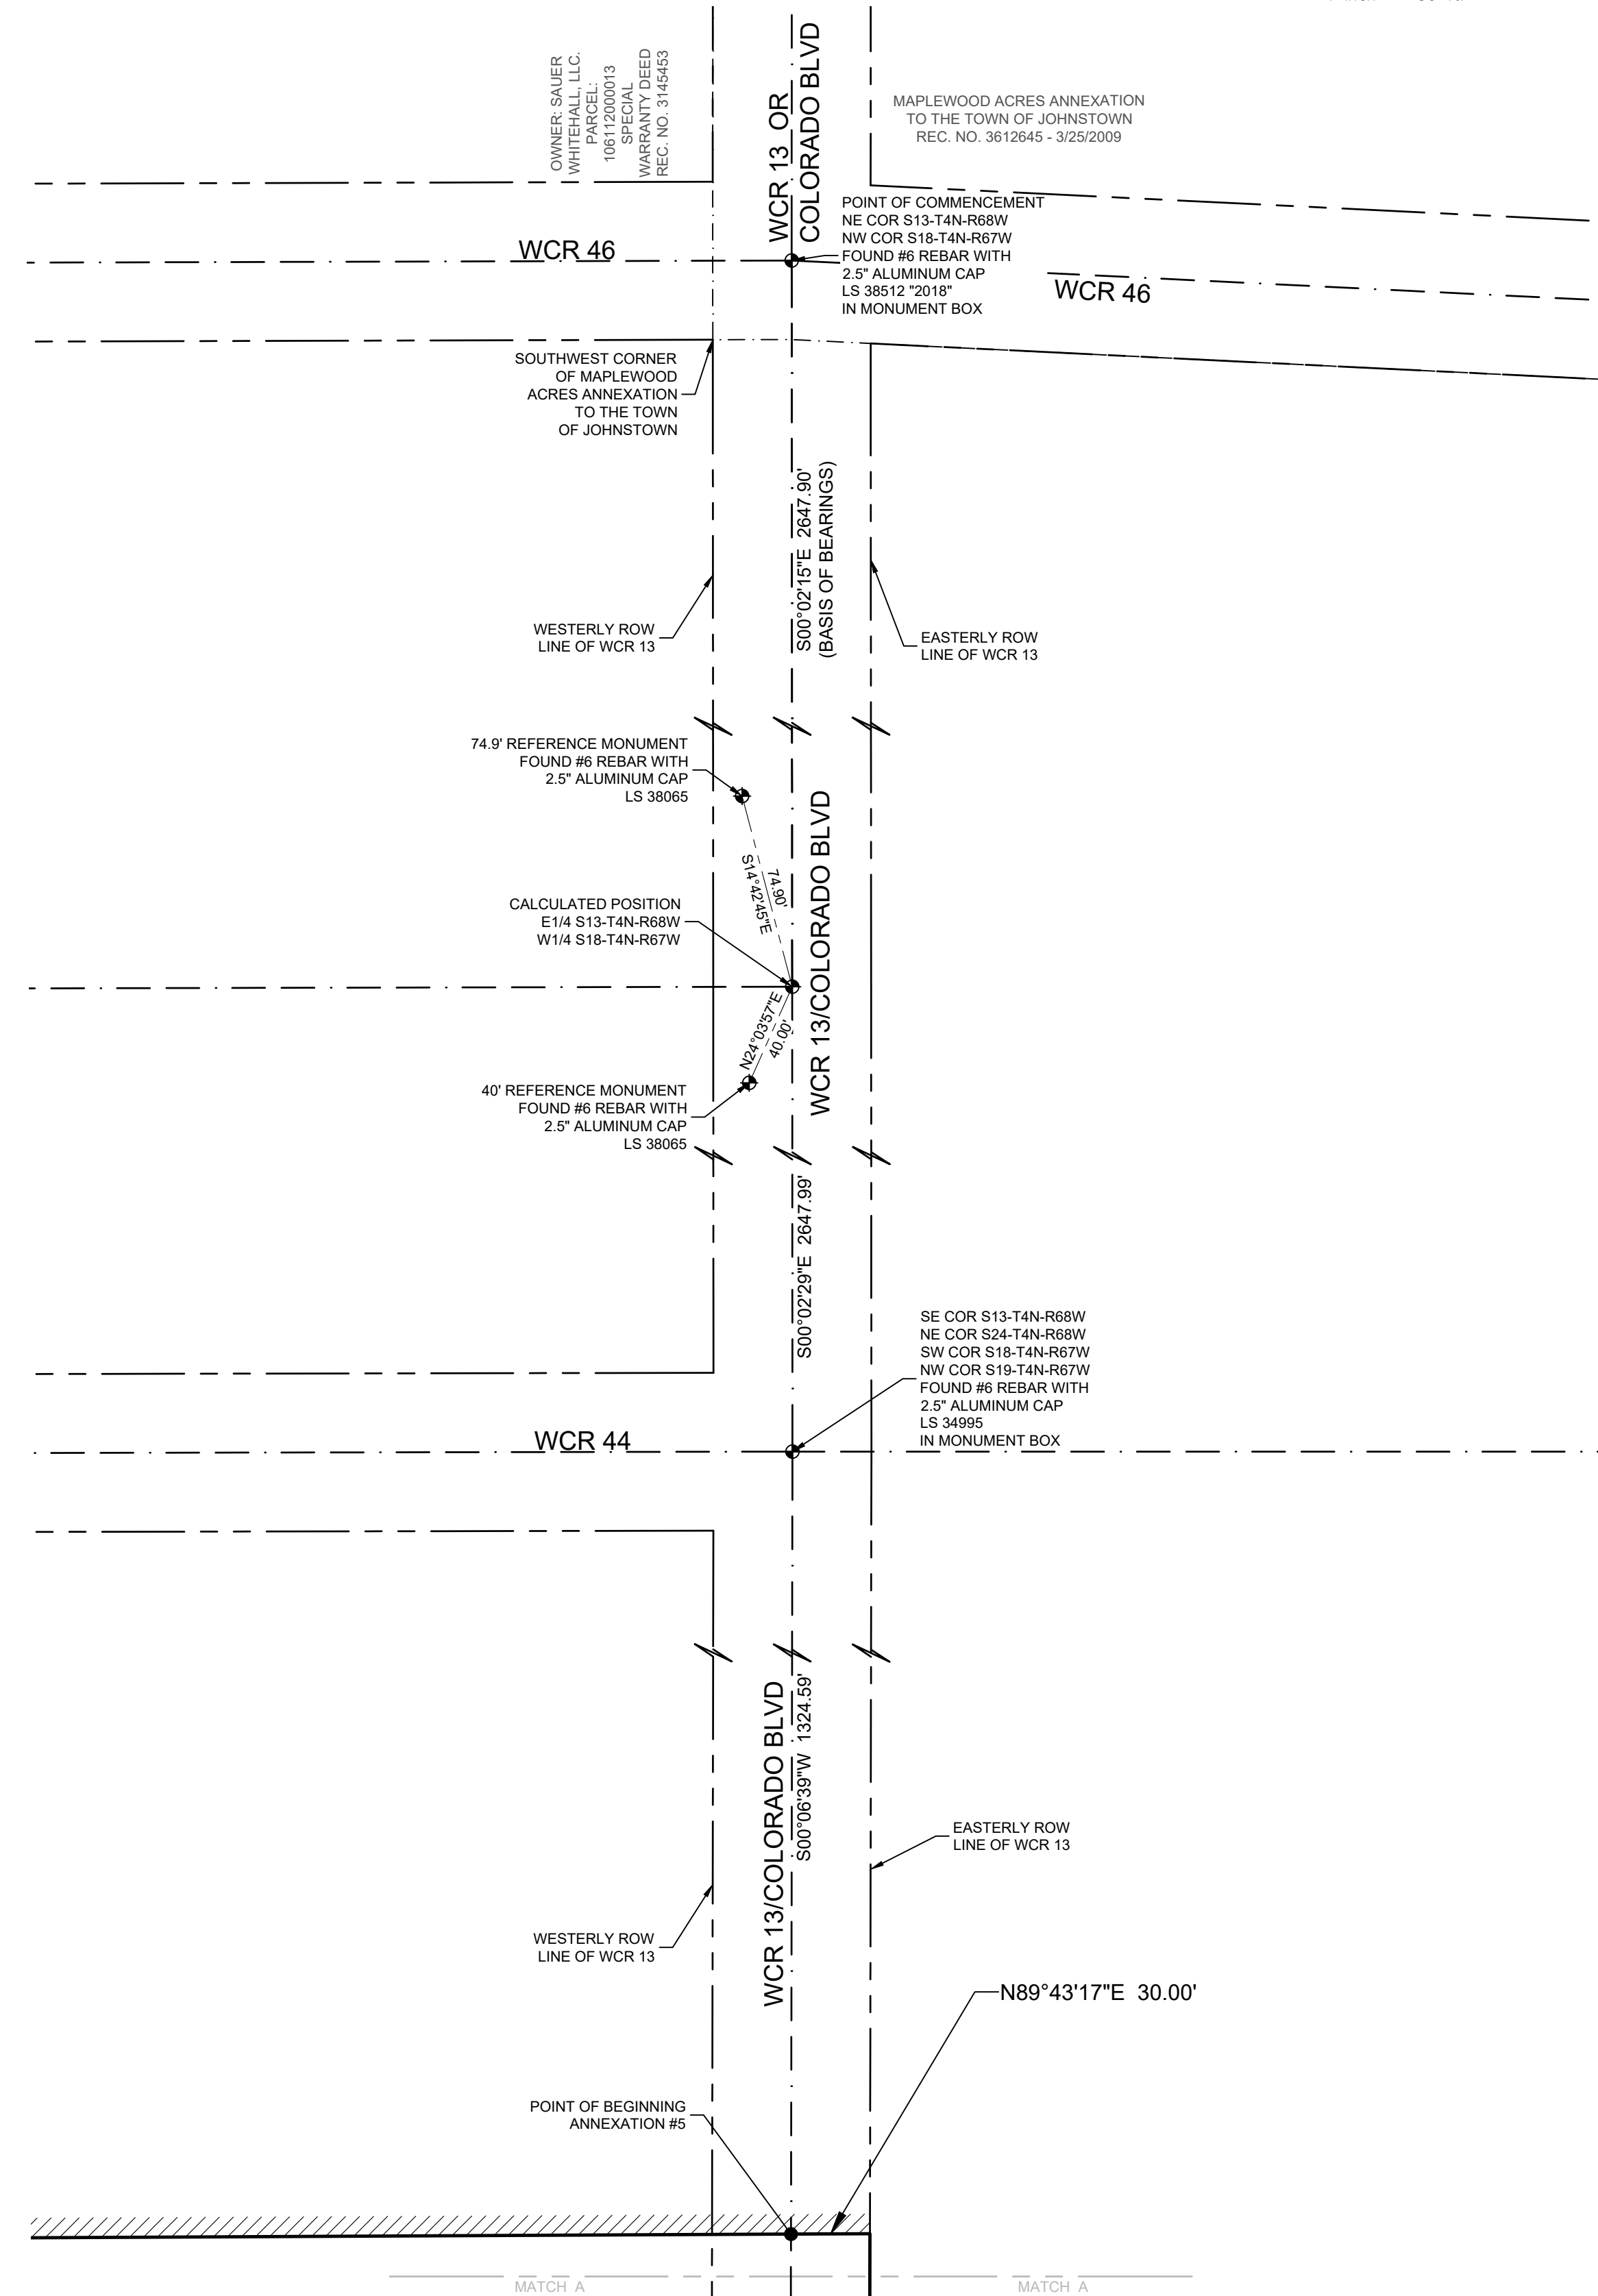 OWNER: SAUER
WHITEHALL, LLC.
PARCEL:
106112000013
SPECIAL
WARRANTY DEED
REC. NO. 3145453
WCR 13 OR
COLORADO BLVD
MAPLEWOOD ACRES ANNEXATION
TO THE TOWN OF JOHNSTOWN
REC. NO. 3612645 - 3/25/2009
POINT OF COMMENCEMENT
NE COR S13-T4N-R68W
NW COR S18-T4N-R67W
FOUND #6 REBAR WITH
2.5" ALUMINUM CAP
LS 38512 "2018"
IN MONUMENT BOX
WCR 46
WCR 46
SOUTHWEST CORNER
OF MAPLEWOOD
ACRES ANNEXATION
TO THE TOWN
OF JOHNSTOWN
S00°02'15"E 2647.90'
(BASIS OF BEARINGS)
WESTERLY ROW
LINE OF WCR 13
EASTERLY ROW
LINE OF WCR 13
74.9' REFERENCE MONUMENT
FOUND #6 REBAR WITH
2.5" ALUMINUM CAP
LS 38065
74.90'
S14°42'45"E
WCR 13/COLORADO BLVD
CALCULATED POSITION
E1/4 S13-T4N-R68W
W1/4 S18-T4N-R67W
N24°03'57"E
40.00'
40' REFERENCE MONUMENT
FOUND #6 REBAR WITH
2.5" ALUMINUM CAP
LS 38065
S00°02'29"E 2647.99'
SE COR S13-T4N-R68W
NE COR S24-T4N-R68W
SW COR S18-T4N-R67W
NW COR S19-T4N-R67W
FOUND #6 REBAR WITH
2.5" ALUMINUM CAP
LS 34995
IN MONUMENT BOX
WCR 44
WCR 13/COLORADO BLVD
S00°06'39"W 1324.59'
EASTERLY ROW
LINE OF WCR 13
WESTERLY ROW
LINE OF WCR 13
N89°43'17"E 30.00'
POINT OF BEGINNING
ANNEXATION #5
MATCH A
MATCH A